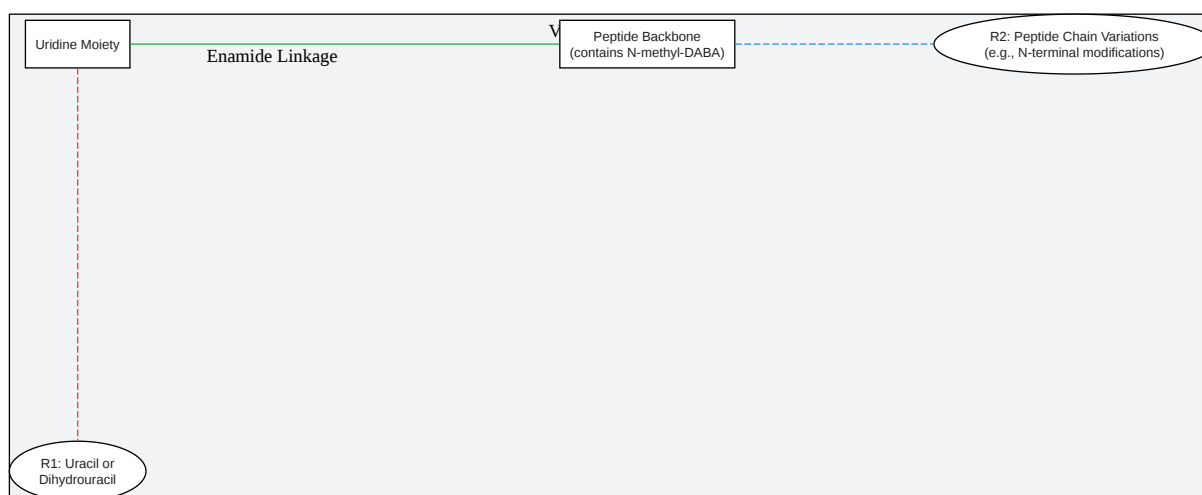 Uridine Moiety
Enamide Linkage
V
Peptide Backbone
(contains N-methyl-DABA)
R2: Peptide Chain Variations
(e.g., N-terminal modifications)
R1: Uracil or
Dihydrouracil